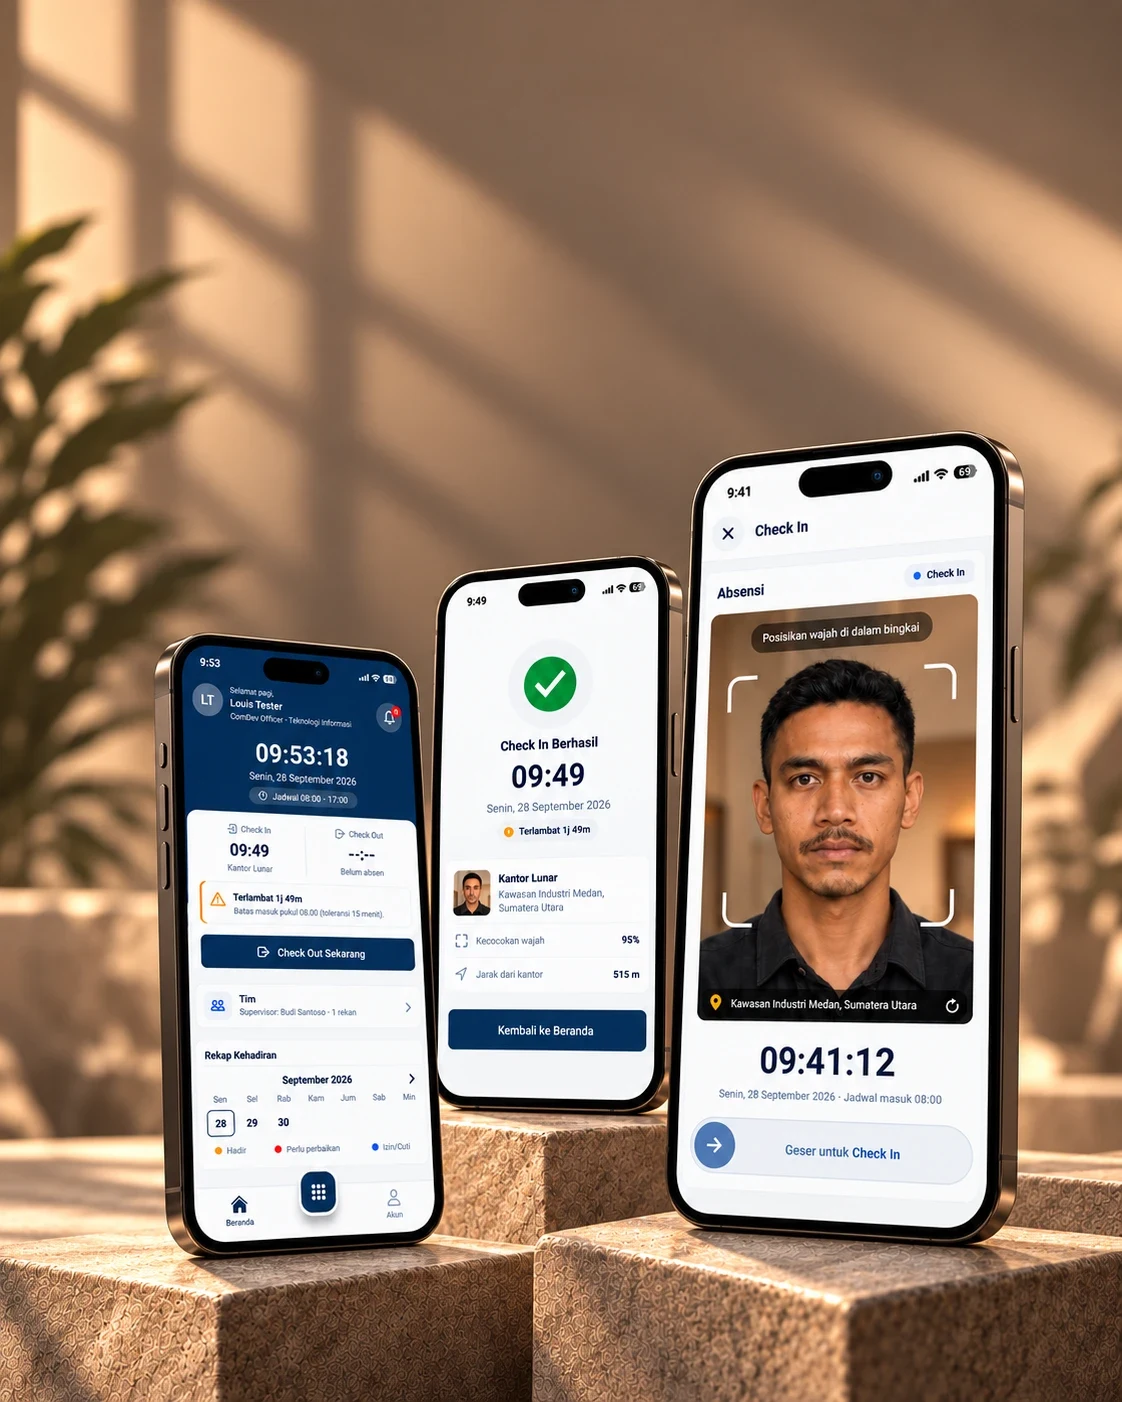 9:53
LT
Selamat pagi,
Louis Tester
ComDev Officer - Teknologi Informasi
09:53:18
Senin, 28 September 2026
Jadwal 08:00 - 17:00
Check In
09:49
Kantor Lunar
Check Out
--:--
Belum absen
Terlambat 1j 49m
Batas masuk pukul 08.00 (toleransi 15 menit).
Check Out Sekarang
Tim
Supervisor: Budi Santoso - 1 rekan
Rekap Kehadiran
September 2026
Sen Sel Rab Kam Jum Sab Min
28 29 30
Hadir Perlu perbaikan Izin/Cuti
Beranda
Akun
9:49
69
Check In Berhasil
09:49
Senin, 28 September 2026
Terlambat 1j 49m
Kantor Lunar
Kawasan Industri Medan,
Sumatera Utara
Kecocokan wajah 95%
Jarak dari kantor 515 m
Kembali ke Beranda
9:41
69
Check In
Absensi
Check In
Posisikan wajah di dalam bingkai
Kawasan Industri Medan, Sumatera Utara
09:41:12
Senin, 28 September 2026 - Jadwal masuk 08:00
Geser untuk Check In